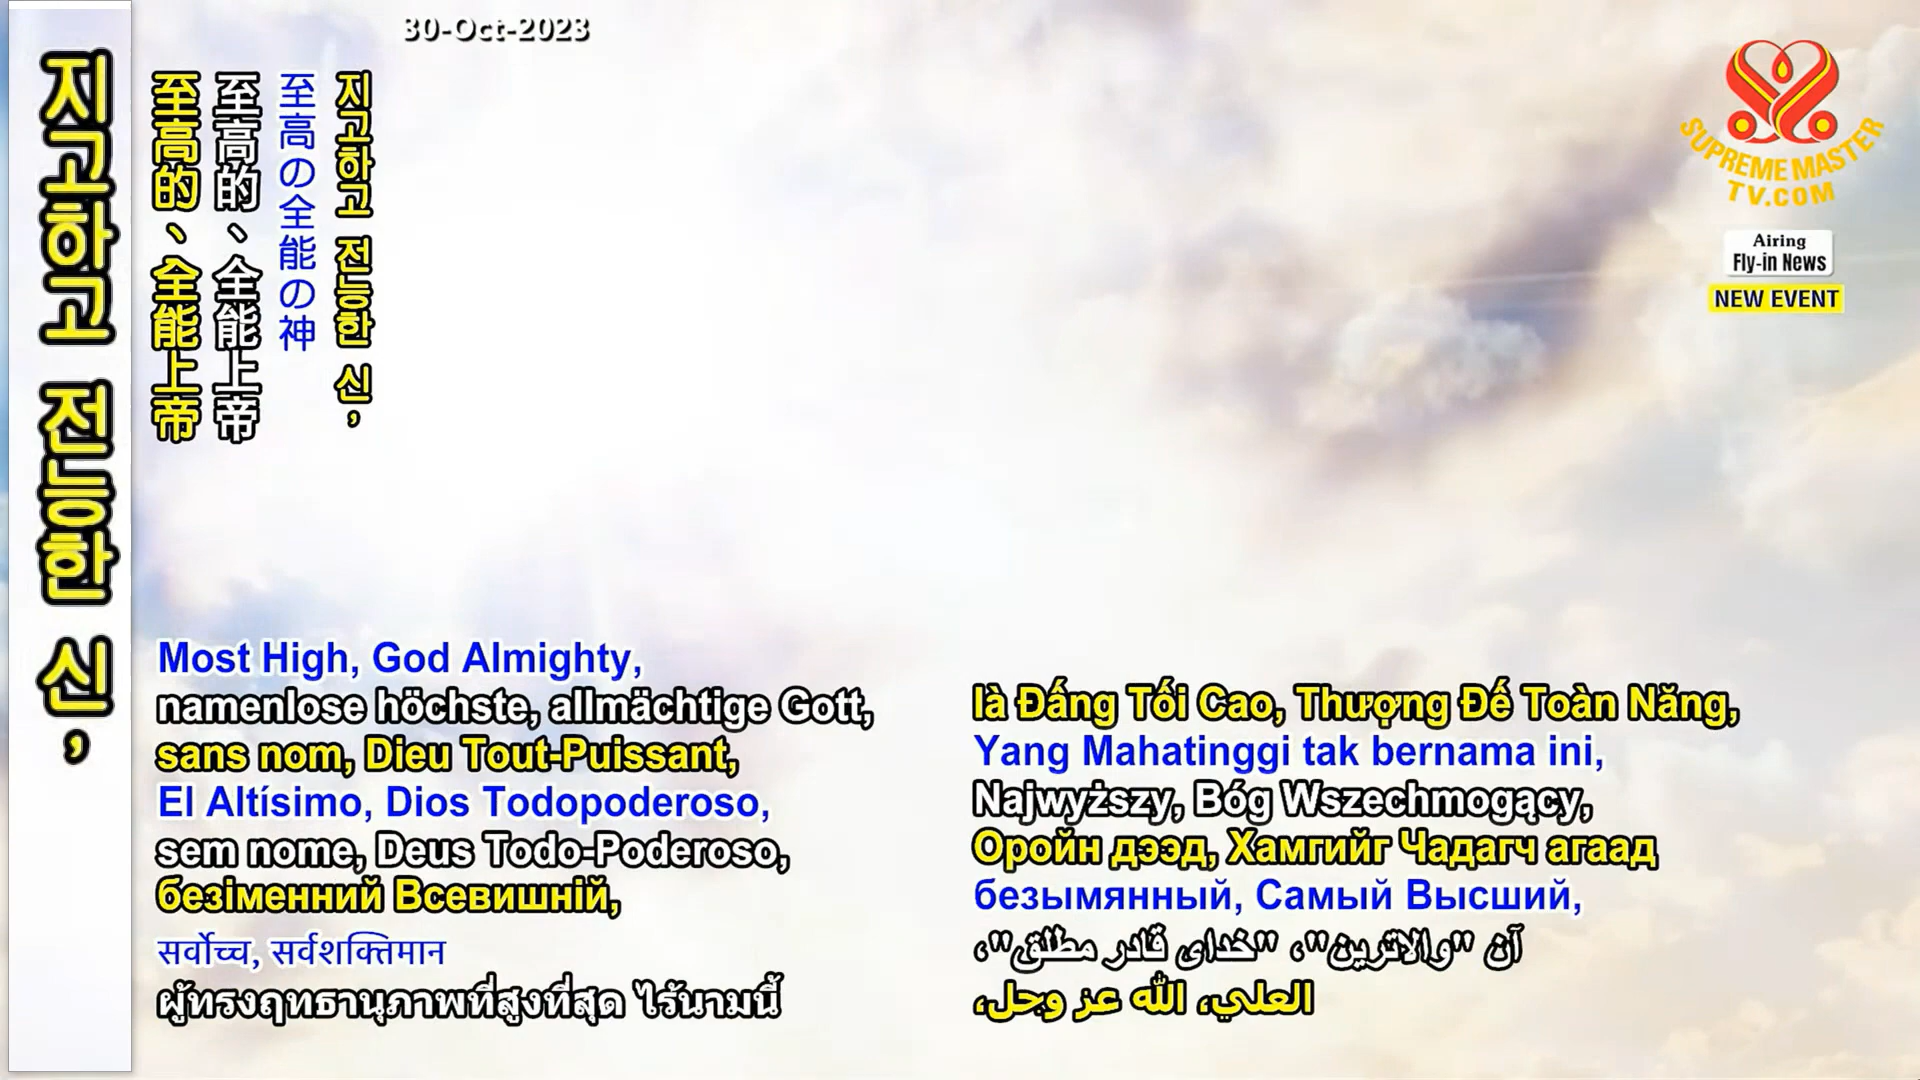 30-Oct-2023
지고하고 전능한 신,
至高的、全能上帝
至高的、全能上帝
至高の全能の神
지고하고 전능한 신,
SUPREME MASTER
TV.COM
Airing
Fly-in News
NEW EVENT
Most High, God Almighty,
namenlose höchste, allmächtige Gott,
sans nom, Dieu Tout-Puissant,
El Altísimo, Dios Todopoderoso,
sem nome, Deus Todo-Poderoso,
безіменний Всевишній,
सर्वोच्च, सर्वशक्तिमान
ผู้ทรงฤทธานุภาพที่สูงที่สุด ไร้นามนี้
là Đấng Tối Cao, Thượng Đế Toàn Năng,
Yang Mahatinggi tak bernama ini,
Najwyższy, Bóg Wszechmogący,
Оройн дээд, Хамгийг Чадагч агаад
безымянный, Самый Высший,
آن "والاترین"، "خدای قادر مطلق"،
العلي، الله عز وجل،